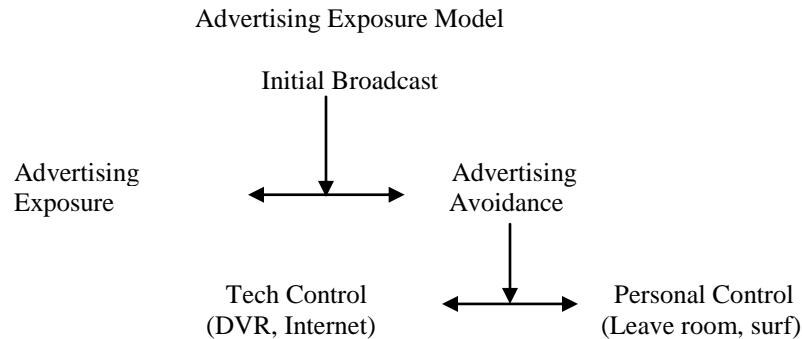 Advertising Exposure Model
Initial Broadcast
Advertising
Exposure
Advertising
Avoidance
Tech Control
(DVR, Internet)
Personal Control
(Leave room, surf)